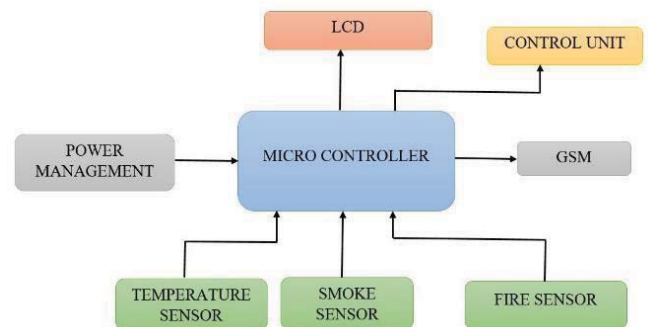 LCD
CONTROL UNIT
POWER
MANAGEMENT
MICRO CONTROLLER
GSM
TEMPERATURE
SENSOR
SMOKE
SENSOR
FIRE SENSOR